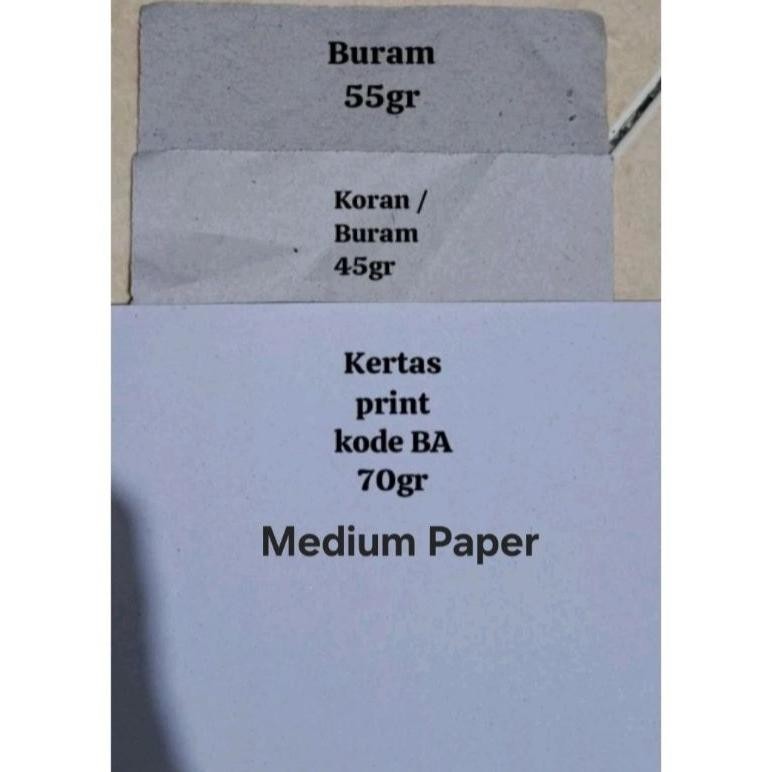 Buram
55gr
Koran /
Buram
45gr
Kertas
print
kode BA
70gr
Medium Paper